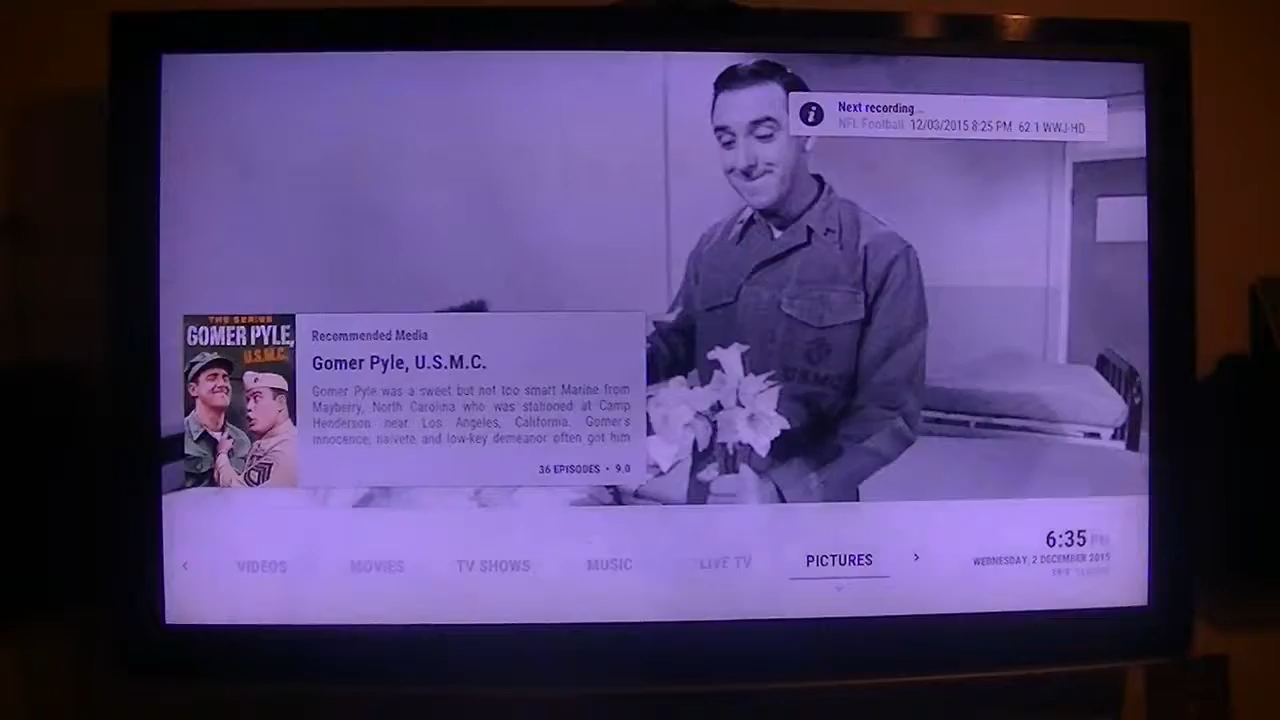 Next recording...
NFL Football 12/03/2015 8:25 PM 62.1 WWJ-HD
THE SERIES
GOMER PYLE,
U.S.M.C.
Recommended Media
Gomer Pyle, U.S.M.C.
Gomer Pyle was a sweet but not too smart Marine from
Mayberry, North Carolina who was stationed at Camp
Henderson near Los Angeles, California. Gomer's
innocence, naivete and low-key demeanor often got him
36 EPISODES • 9.0
VIDEOS MOVIES TV SHOWS MUSIC LIVE TV PICTURES
6:35 PM
WEDNESDAY, 2 DECEMBER 2015